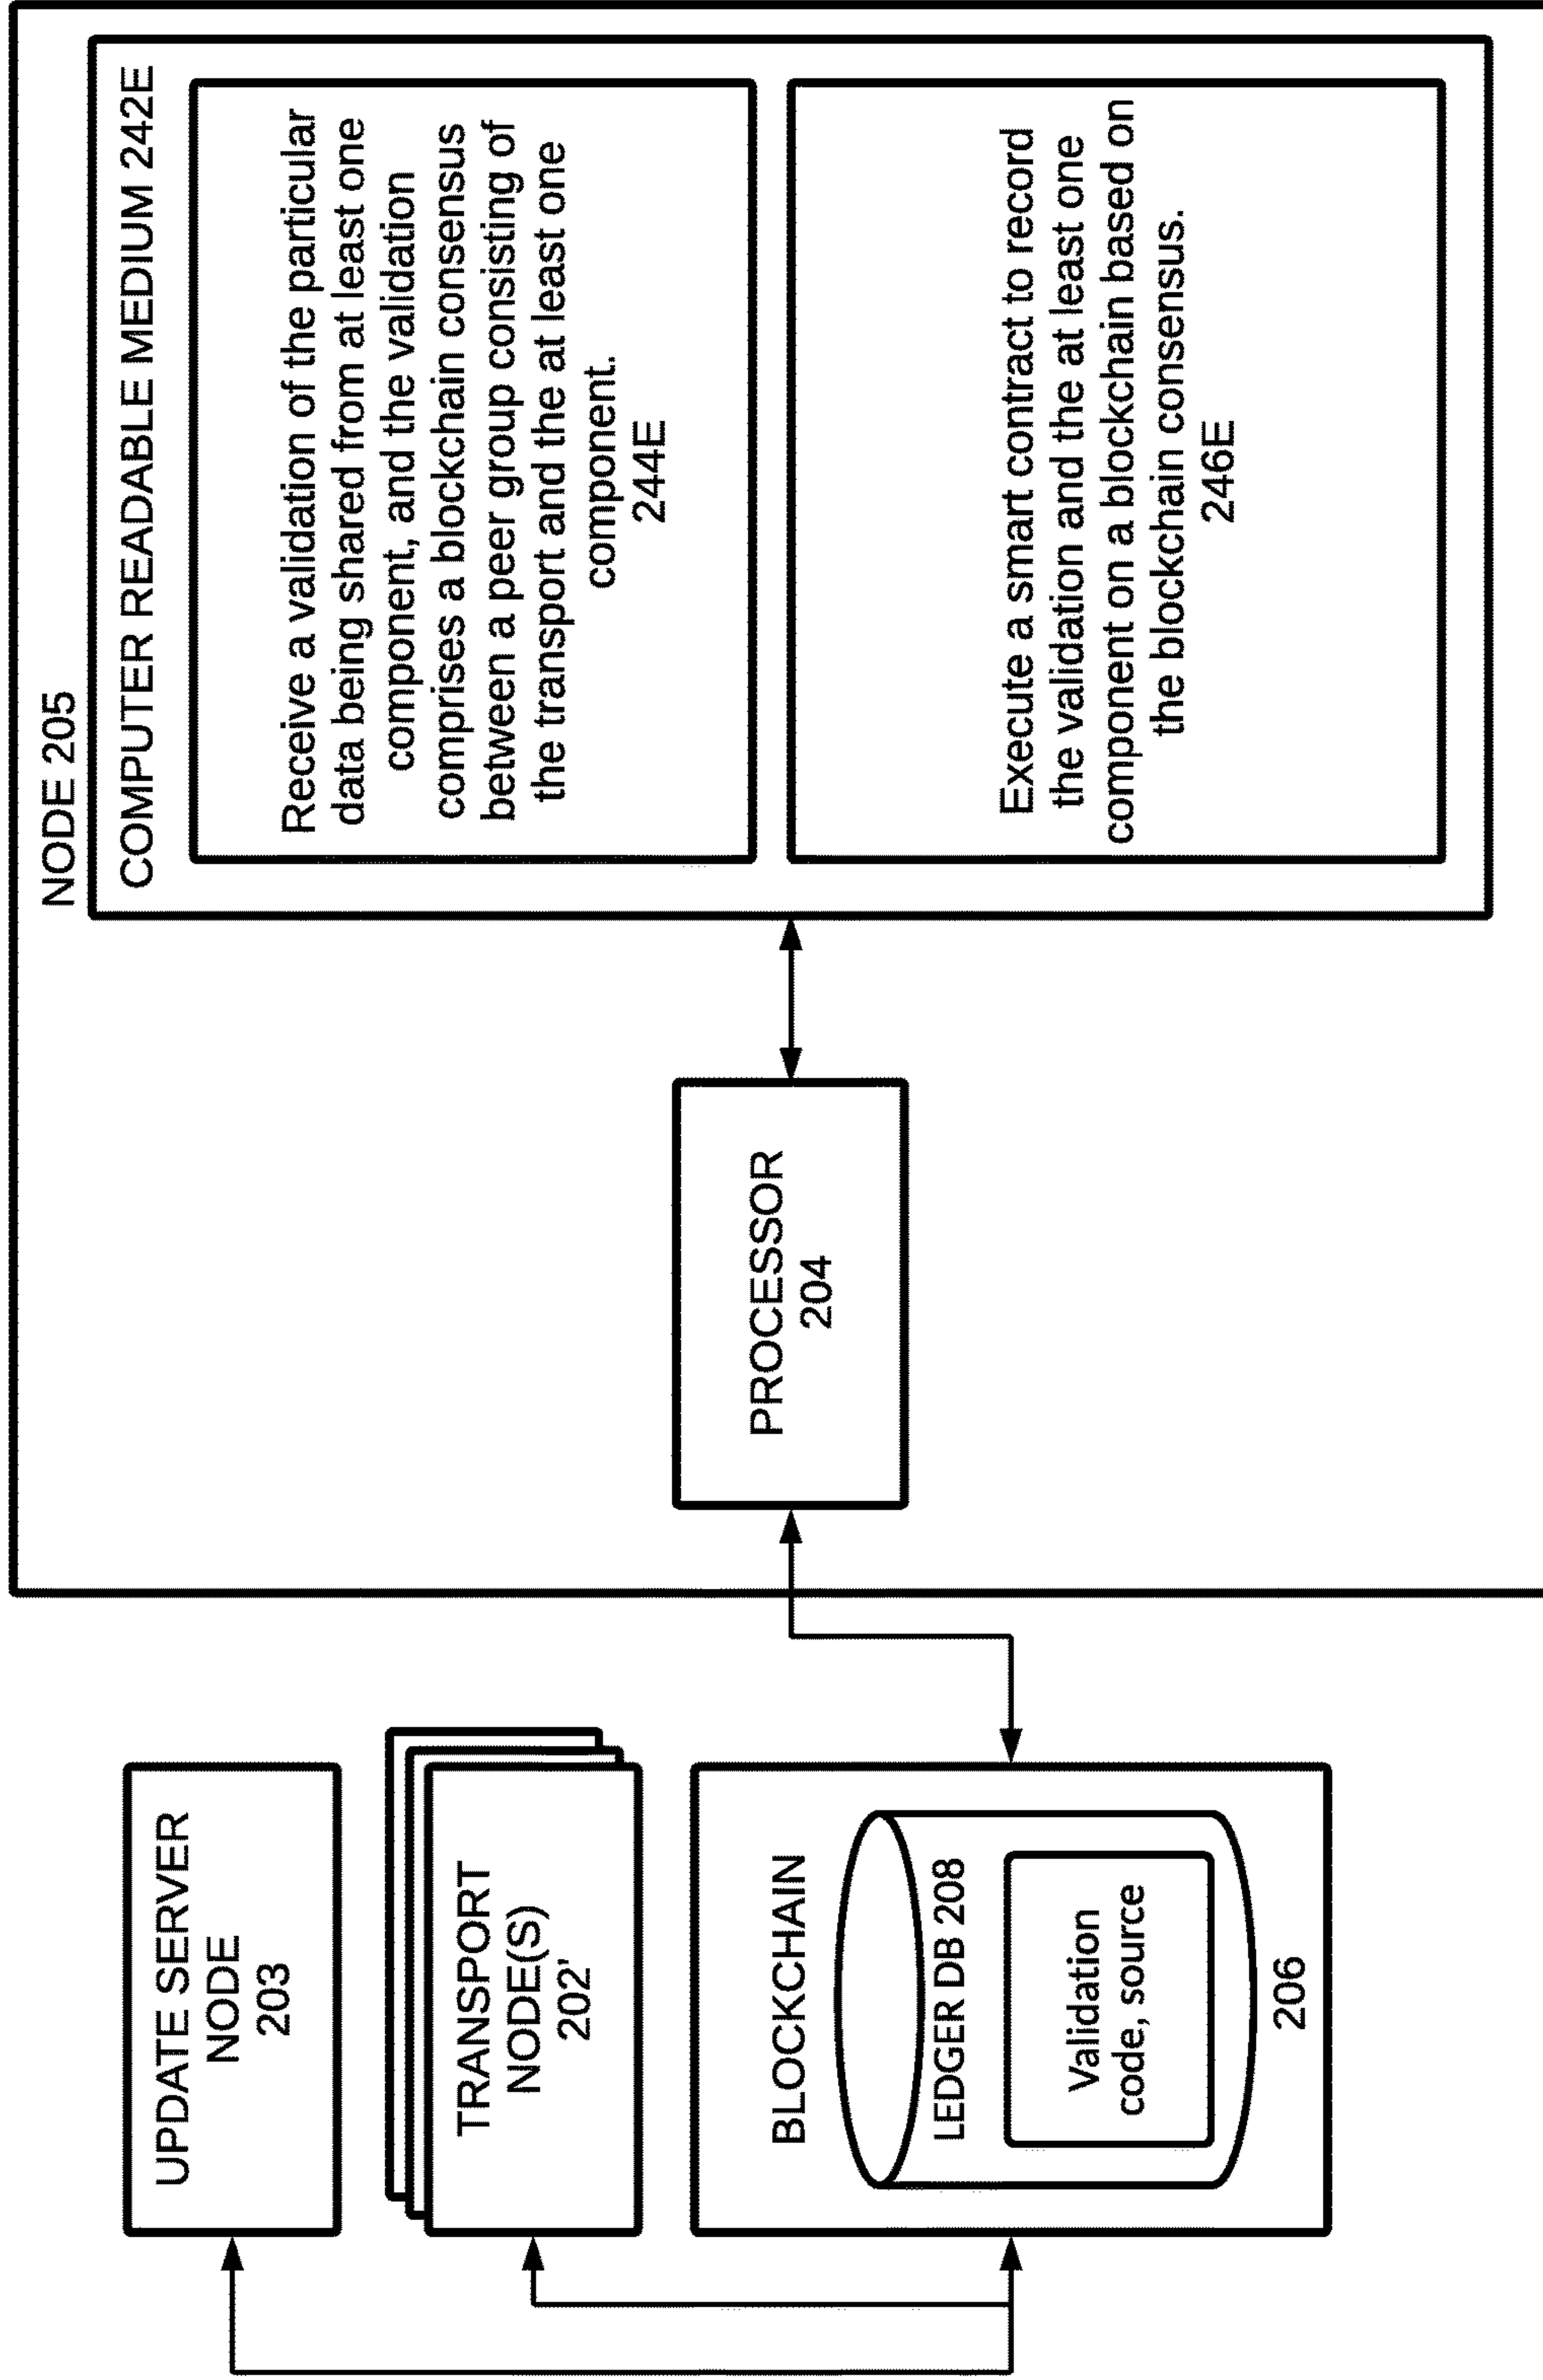 UPDATE SERVER
NODE
203
TRANSPORT
NODE(S)
202'
BLOCKCHAIN
LEDGER DB 208
Validation
code, source
206
PROCESSOR
204
NODE 205
COMPUTER READABLE MEDIUM 242E
Receive a validation of the particular
data being shared from at least one
component, and the validation
comprises a blockchain consensus
between a peer group consisting of
the transport and the at least one
component.
244E
Execute a smart contract to record
the validation and the at least one
component on a blockchain based on
the blockchain consensus.
246E